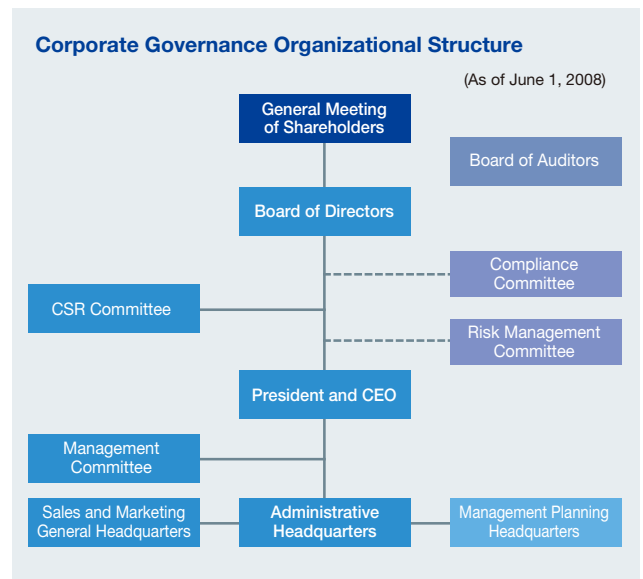 Corporate Governance Organizational Structure
(As of June 1, 2008)
General Meeting
of Shareholders
Board of Auditors
Board of Directors
Compliance
Committee
CSR Committee
Risk Management
Committee
President and CEO
Management
Committee
Sales and Marketing
General Headquarters
Administrative
Headquarters
Management Planning
Headquarters